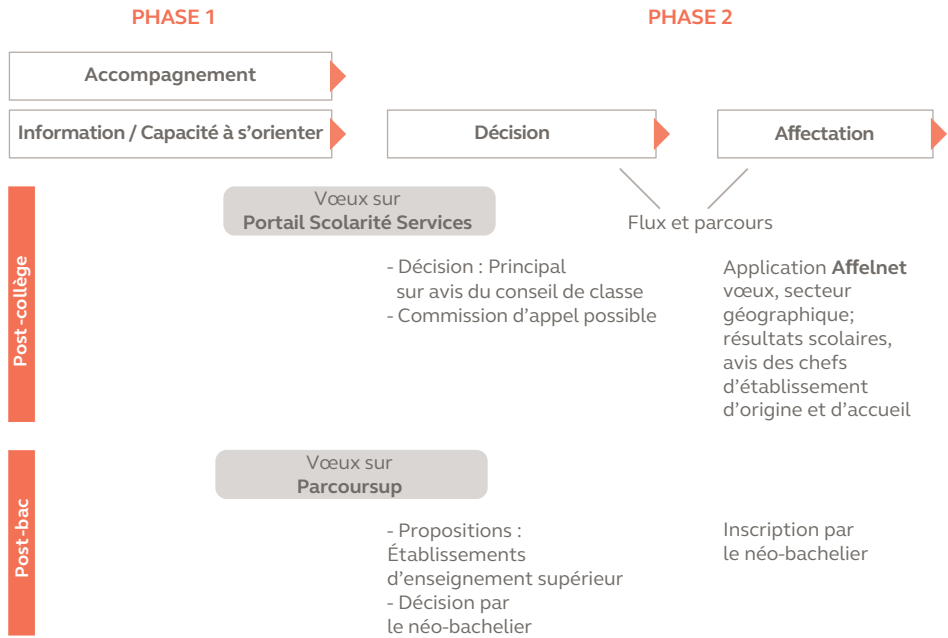 PHASE 1
PHASE 2
Accompagnement
Information / Capacité à s'orienter
Décision
Affectation
Post-collège
Vœux sur
Portail Scolarité Services
Flux et parcours
- Décision : Principal
sur avis du conseil de classe
- Commission d'appel possible
Application Affelnet
vœux, secteur
géographique;
résultats scolaires,
avis des chefs
d'établissement
d'origine et d'accueil
Post-bac
Vœux sur
Parcoursup
- Propositions :
Établissements
d'enseignement supérieur
- Décision par
le néo-bachelier
Inscription par
le néo-bachelier